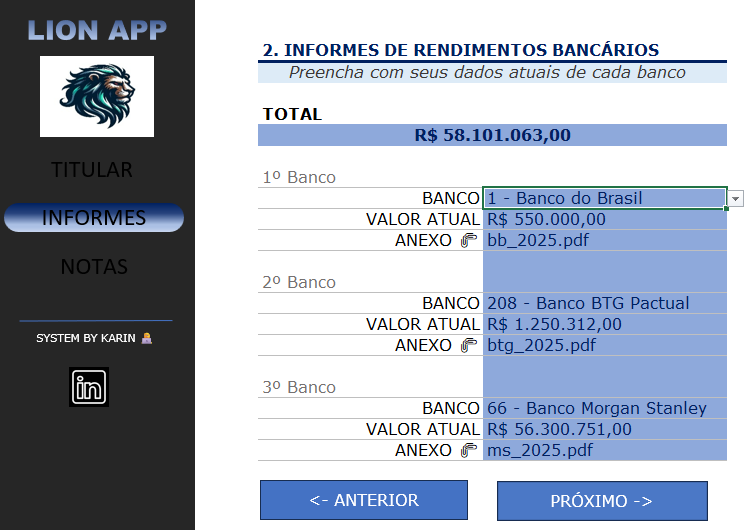 LION APP
TITULAR
INFORMES
NOTAS
SYSTEM BY KARIN
in
2. INFORMES DE RENDIMENTOS BANCÁRIOS
Preencha com seus dados atuais de cada banco
TOTAL
R$ 58.101.063,00
1º Banco
BANCO 1 - Banco do Brasil
VALOR ATUAL R$ 550.000,00
ANEXO bb_2025.pdf
2º Banco
BANCO 208 - Banco BTG Pactual
VALOR ATUAL R$ 1.250.312,00
ANEXO btg_2025.pdf
3º Banco
BANCO 66 - Banco Morgan Stanley
VALOR ATUAL R$ 56.300.751,00
ANEXO ms_2025.pdf
<- ANTERIOR
PRÓXIMO ->